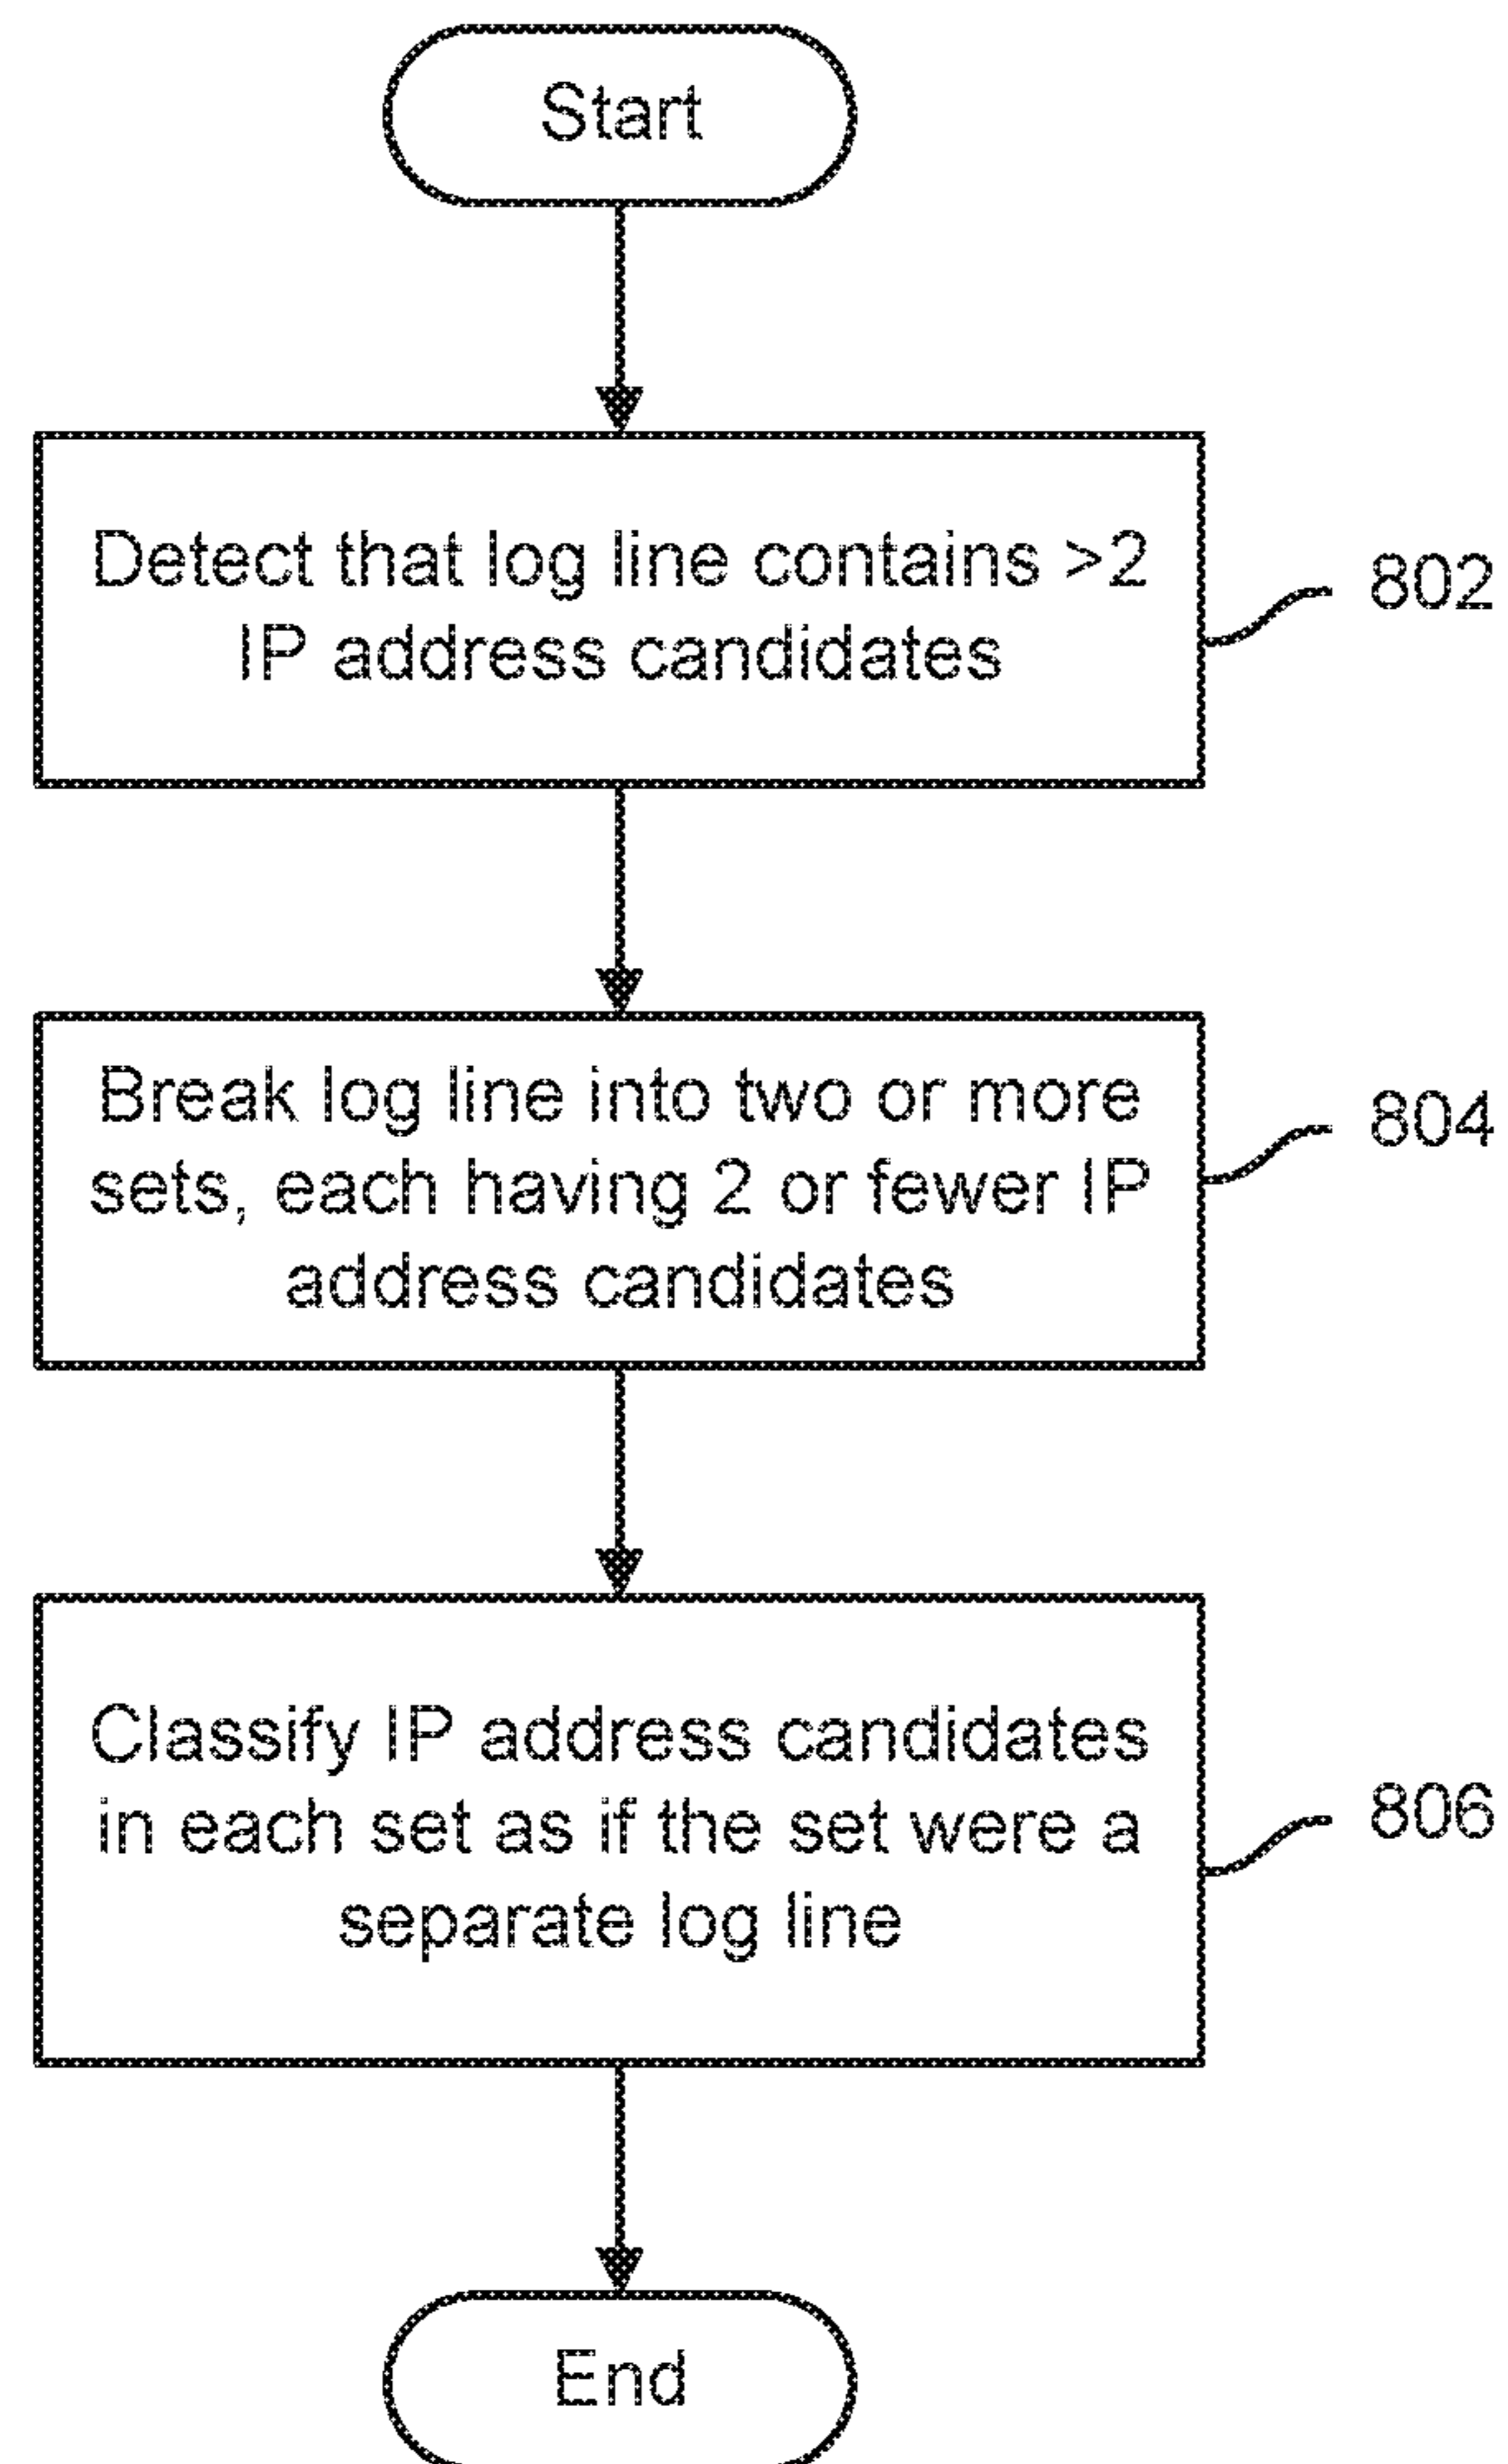 Start
Detect that log line contains >2
IP address candidates
802
Break log line into two or more
sets, each having 2 or fewer IP
address candidates
804
Classify IP address candidates
in each set as if the set were a
separate log line
806
End